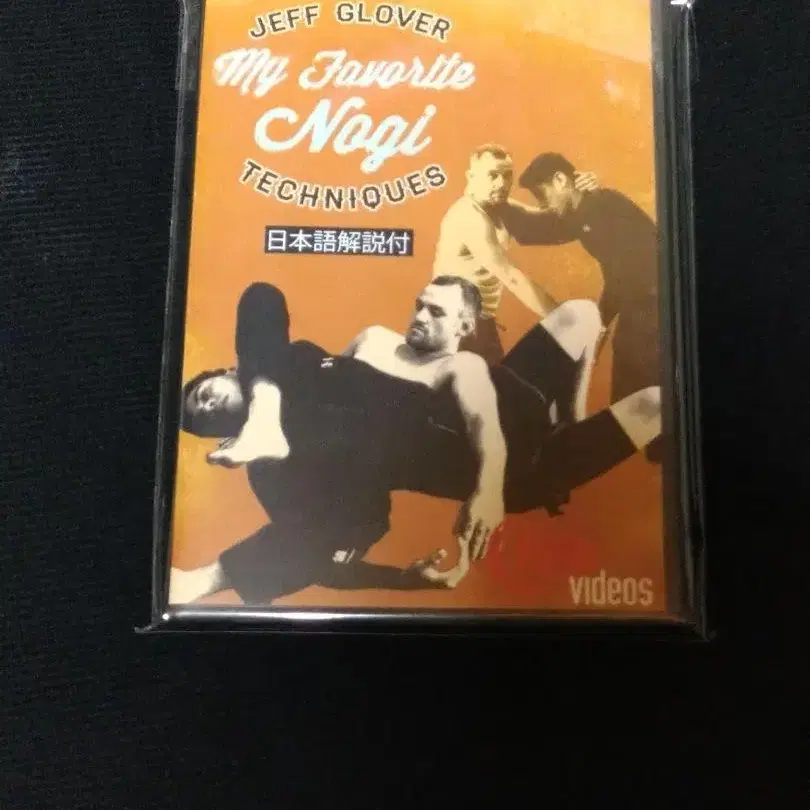 JEFF GLOVER
My Favorite
Nogi
TECHNIQUES
日本語解説付
videos